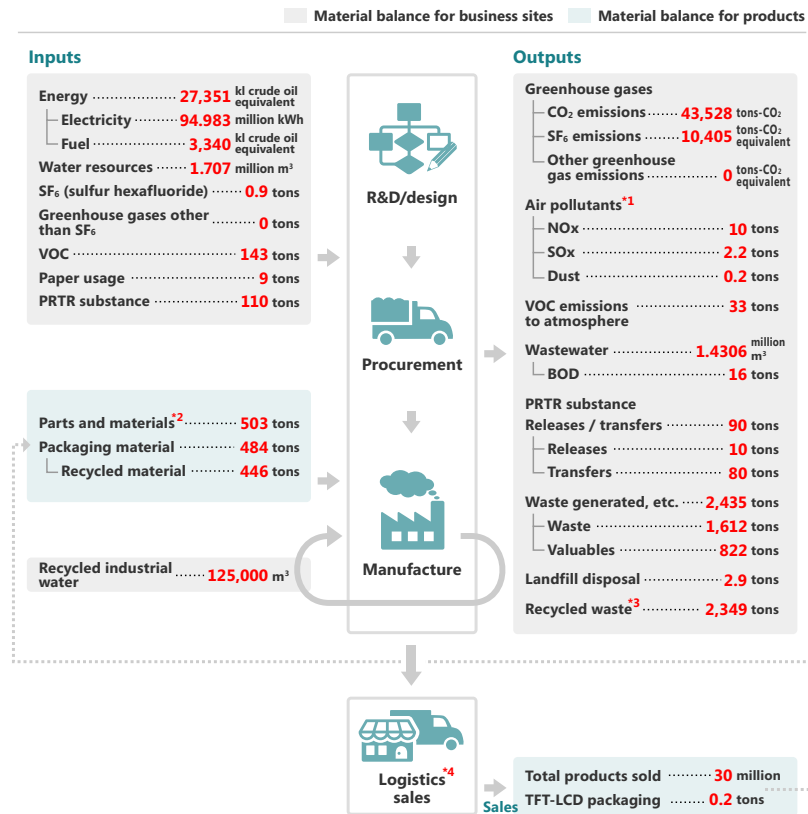 Material balance for business sites Material balance for products
Inputs
Energy 27,351 kl crude oil equivalent
Electricity 94.983 million kWh
Fuel 3,340 kl crude oil equivalent
Water resources 1.707 million m³
SF₆ (sulfur hexafluoride) 0.9 tons
Greenhouse gases other
than SF₆ 0 tons
VOC 143 tons
Paper usage 9 tons
PRTR substance 110 tons
Parts and materials*2 503 tons
Packaging material 484 tons
Recycled material 446 tons
Recycled industrial
water 125,000 m³
R&D/design
Procurement
Manufacture
Logistics*4
sales
Outputs
Greenhouse gases
CO₂ emissions 43,528 tons-CO₂
SF₆ emissions 10,405 tons-CO₂ equivalent
Other greenhouse
gas emissions 0 tons-CO₂ equivalent
Air pollutants*1
NOx 10 tons
SOx 2.2 tons
Dust 0.2 tons
VOC emissions
to atmosphere 33 tons
Wastewater 1.4306 million m³
BOD 16 tons
PRTR substance
Releases / transfers 90 tons
Releases 10 tons
Transfers 80 tons
Waste generated, etc. 2,435 tons
Waste 1,612 tons
Valuables 822 tons
Landfill disposal 2.9 tons
Recycled waste*3 2,349 tons
Sales
Total products sold 30 million
TFT-LCD packaging 0.2 tons